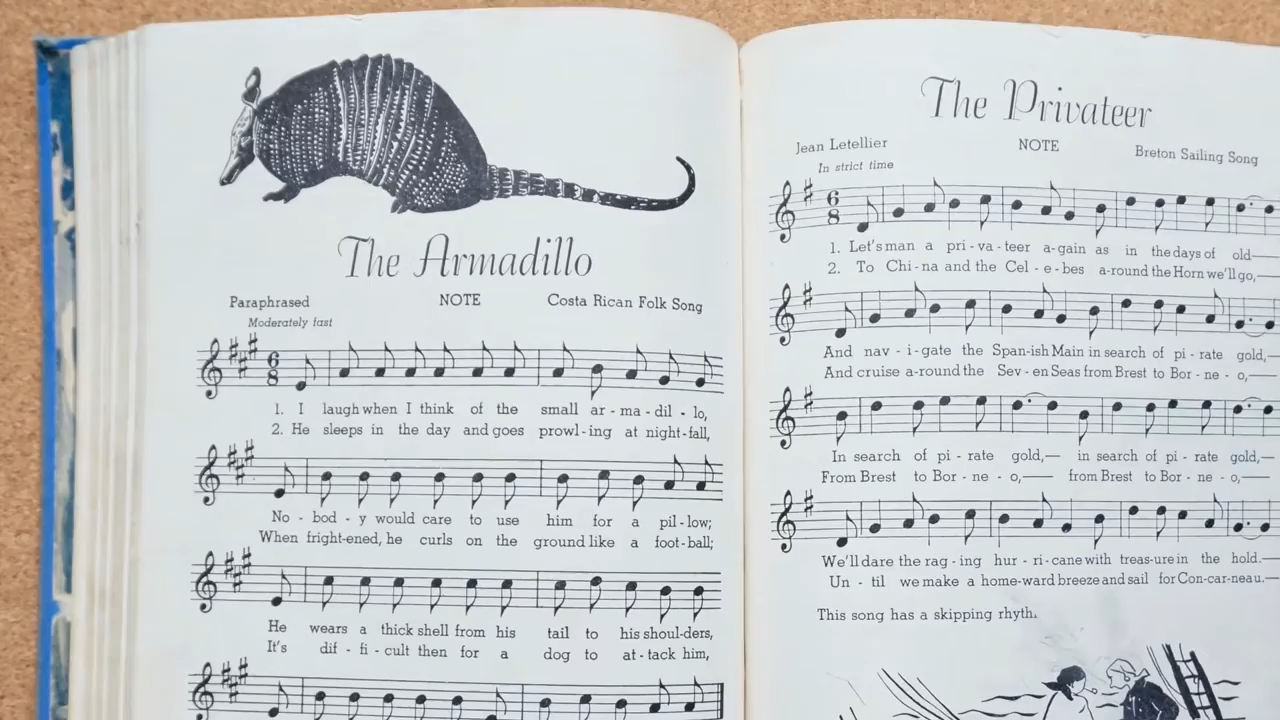 The Armadillo
Paraphrased NOTE Costa Rican Folk Song
Moderately fast
6
8
1. I laugh when I think of the small ar - ma - dil - lo,
2. He sleeps in the day and goes prowl - ing at night - fall,
No - bod - y would care to use him for a pil - low;
When fright - ened, he curls on the ground like a foot - ball;
He wears a thick shell from his tail to his shoul - ders,
It's dif - fi - cult then for a dog to at - tack him,
The Privateer
Jean Letellier NOTE Breton Sailing Song
In strict time
6
8
1. Let's man a pri - va - teer a - gain as in the days of old—
2. To Chi - na and the Cel - e - bes a - round the Horn we'll go,—
And nav - i - gate the Span - ish Main in search of pi - rate gold,—
And cruise a - round the Sev - en Seas from Brest to Bor - ne - o,—
In search of pi - rate gold,— in search of pi - rate gold,—
From Brest to Bor - ne - o,— from Brest to Bor - ne - o,—
We'll dare the rag - ing hur - ri - cane with treas - ure in the hold.—
Un - til we make a home - ward breeze and sail for Con - car - neau.—
This song has a skipping rhyth.